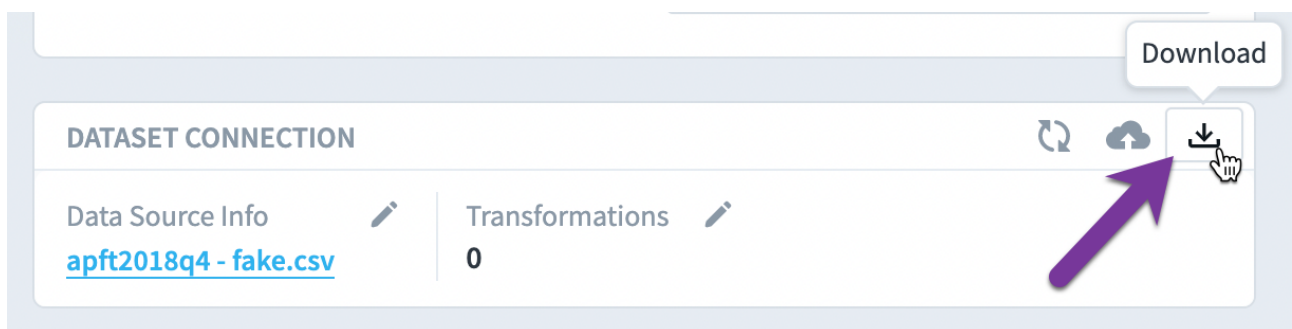 Download
DATASET CONNECTION
Data Source Info
Transformations
apft2018q4 - fake.csv
0